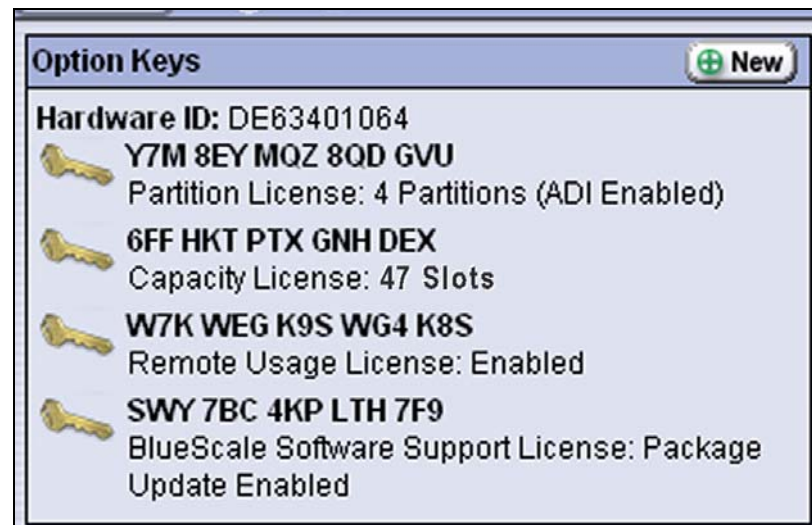 Option Keys
New
Hardware ID: DE63401064
Y7M 8EY MQZ 8QD GVU
Partition License: 4 Partitions (ADI Enabled)
6FF HKT PTX GNH DEX
Capacity License: 47 Slots
W7K WEG K9S WG4 K8S
Remote Usage License: Enabled
SWY 7BC 4KP LTH 7F9
BlueScale Software Support License: Package
Update Enabled